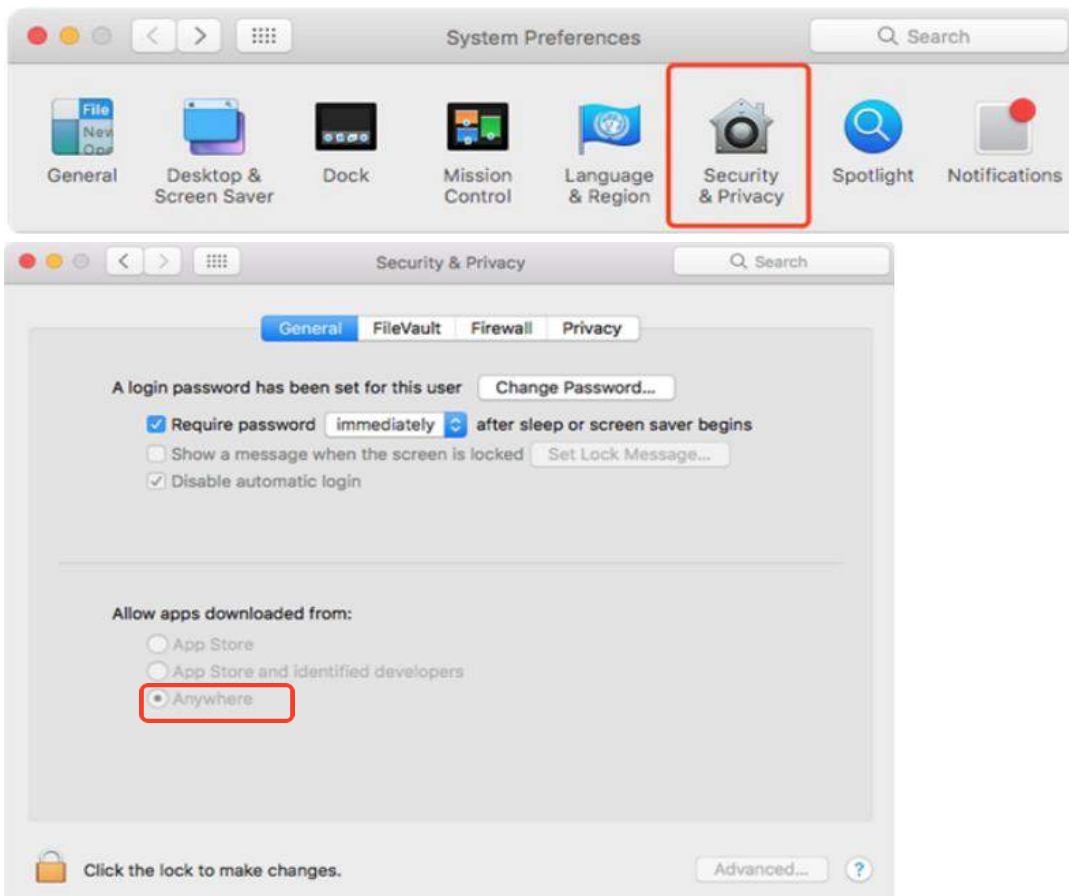 System Preferences
Search
File
New
Ope
General
Desktop &
Screen Saver
Dock
Mission
Control
Language
& Region
Security
& Privacy
Spotlight
Notifications
Security & Privacy
Search
General FileVault Firewall Privacy
A login password has been set for this user Change Password...
Require password immediately after sleep or screen saver begins
Show a message when the screen is locked Set Lock Message...
Disable automatic login
Allow apps downloaded from:
App Store
App Store and identified developers
Anywhere
Click the lock to make changes.
Advanced... ?